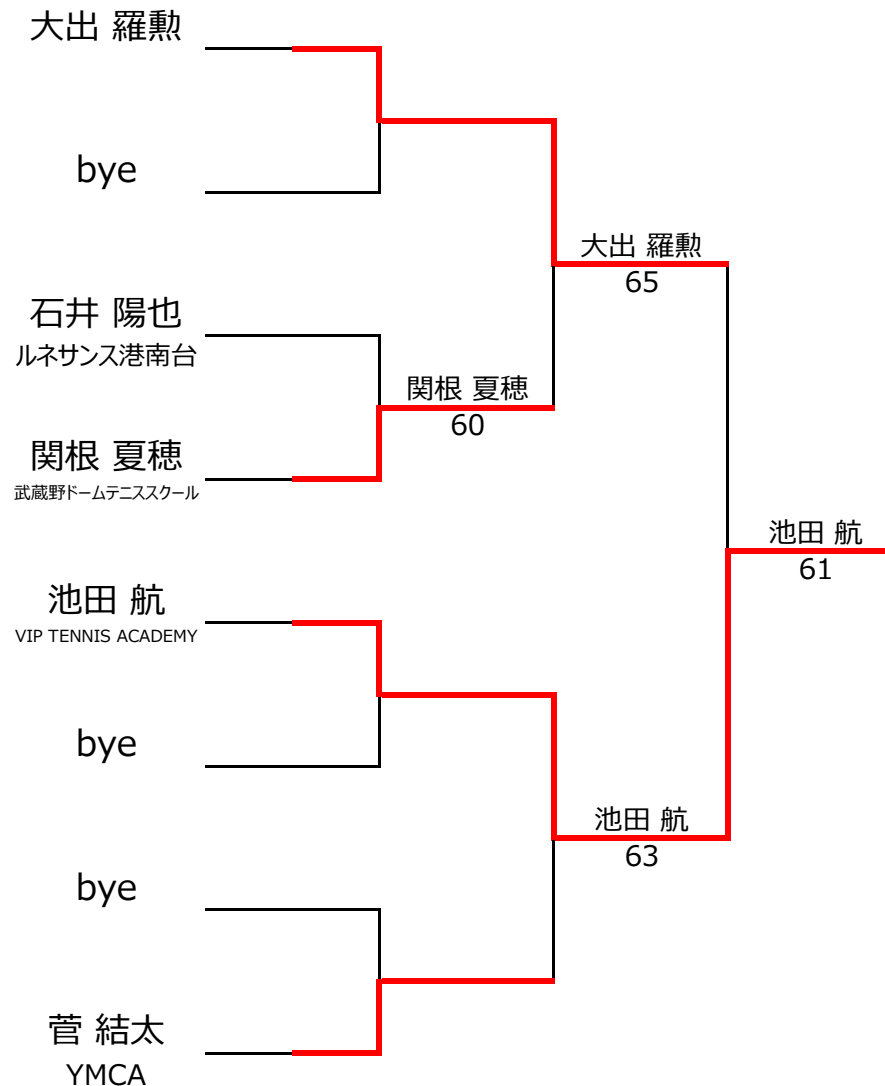 大出 羅勲
bye
石井 陽也
ルネサンス港南台
関根 夏穂
武蔵野ドームテニススクール
池田 航
VIP TENNIS ACADEMY
bye
bye
菅 結太
YMCA
関根 夏穂
60
大出 羅勲
65
池田 航
63
池田 航
61